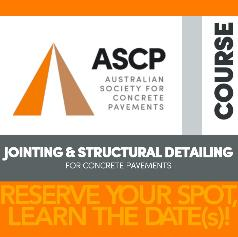 ASCP
AUSTRALIAN
SOCIETY FOR
CONCRETE
PAVEMENTS
COURSE
JOINTING & STRUCTURAL DETAILING
FOR CONCRETE PAVEMENTS
RESERVE YOUR SPOT,
LEARN THE DATE(s)!